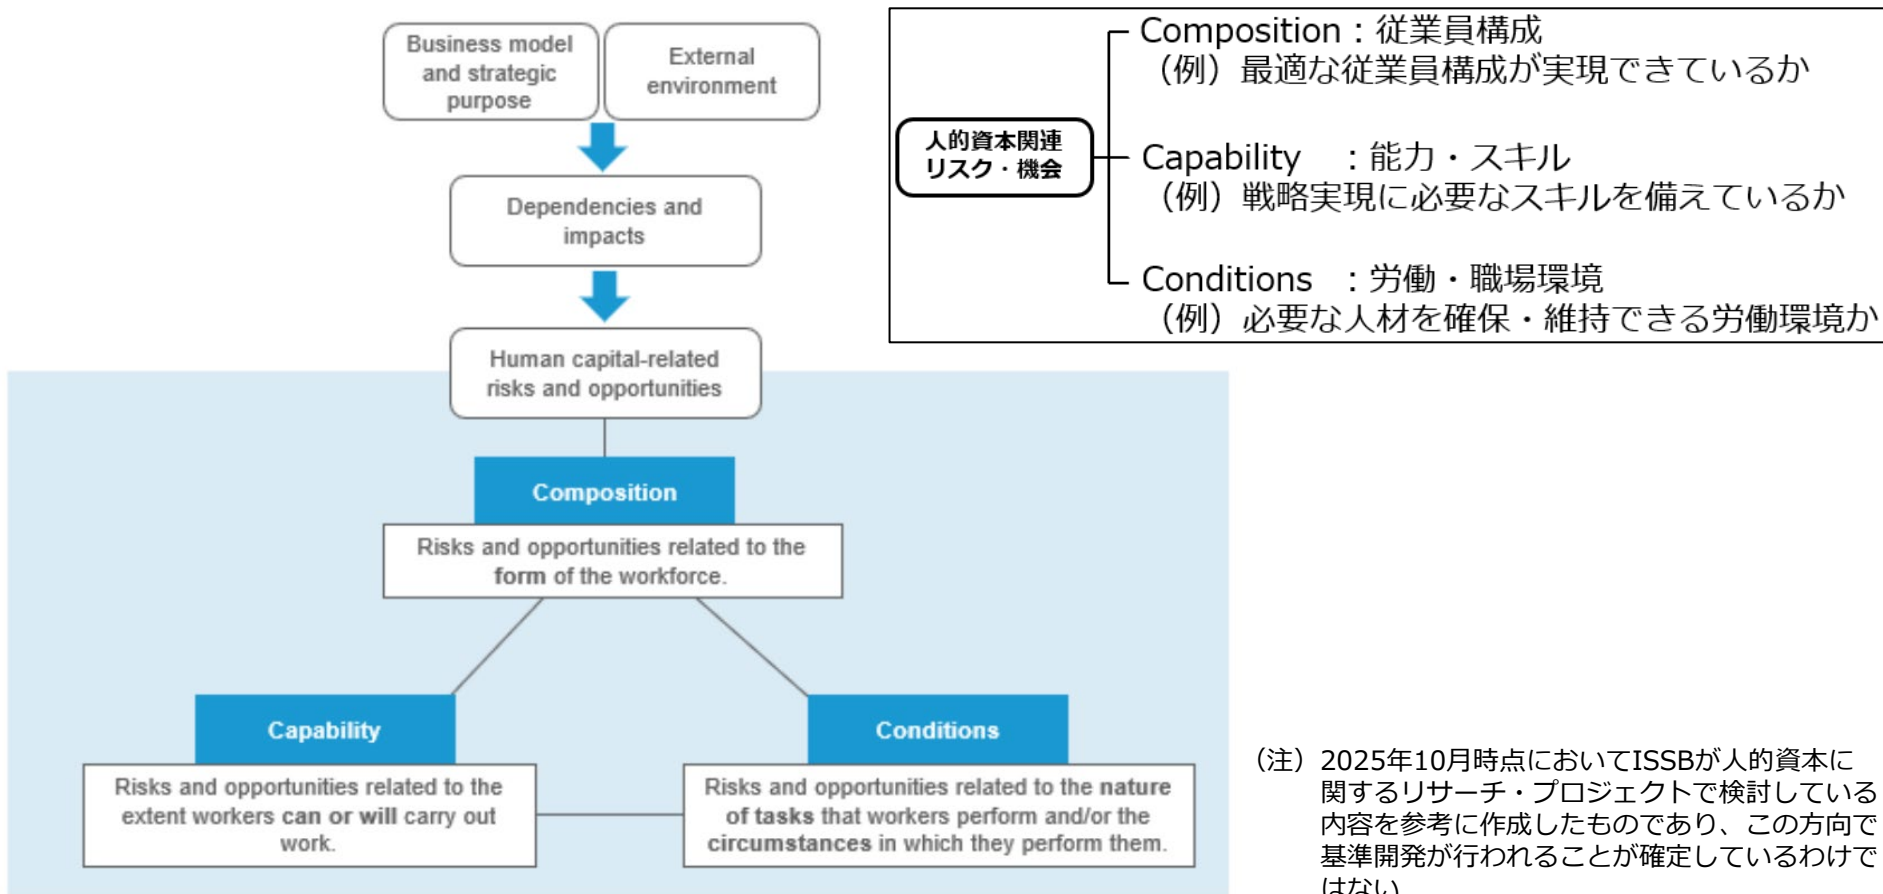 Business model
and strategic
purpose
External
environment
Dependencies and
impacts
Human capital-related
risks and opportunities
Composition
Risks and opportunities related to the
form of the workforce.
Capability
Risks and opportunities related to the
extent workers can or will carry out
work.
Conditions
Risks and opportunities related to the nature
of tasks that workers perform and/or the
circumstances in which they perform them.
人的資本関連
リスク・機会
Composition：従業員構成
（例）最適な従業員構成が実現できているか
Capability ：能力・スキル
（例）戦略実現に必要なスキルを備えているか
Conditions ：労働・職場環境
（例）必要な人材を確保・維持できる労働環境か
（注）2025年10月時点においてISSBが人的資本に
関するリサーチ・プロジェクトで検討している
内容を参考に作成したものであり、この方向で
基準開発が行われることが確定しているわけで
はない